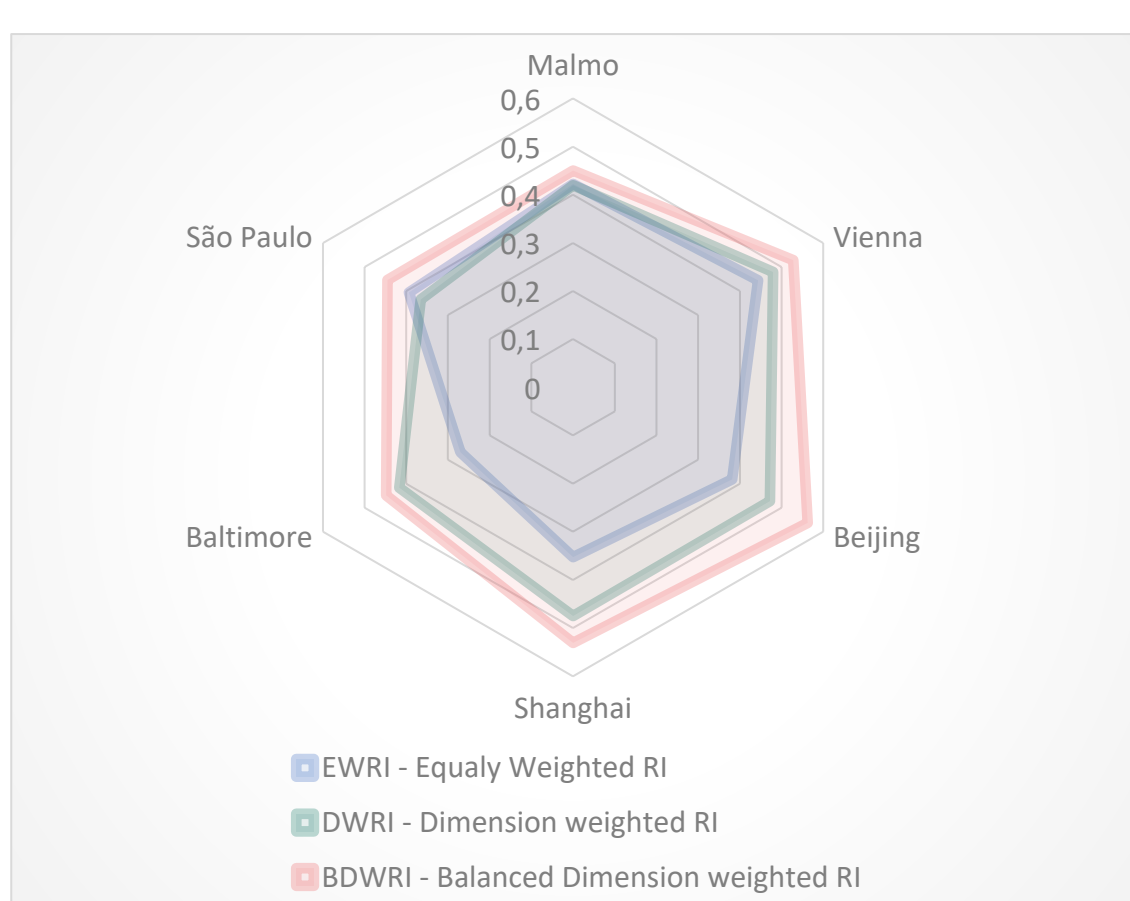 Malmo
0,6
0,5
0,4
0,3
0,2
0,1
0
São Paulo
Vienna
Baltimore
Beijing
Shanghai
EWRI - Equaly Weighted RI
DWRI - Dimension weighted RI
BDWRI - Balanced Dimension weighted RI